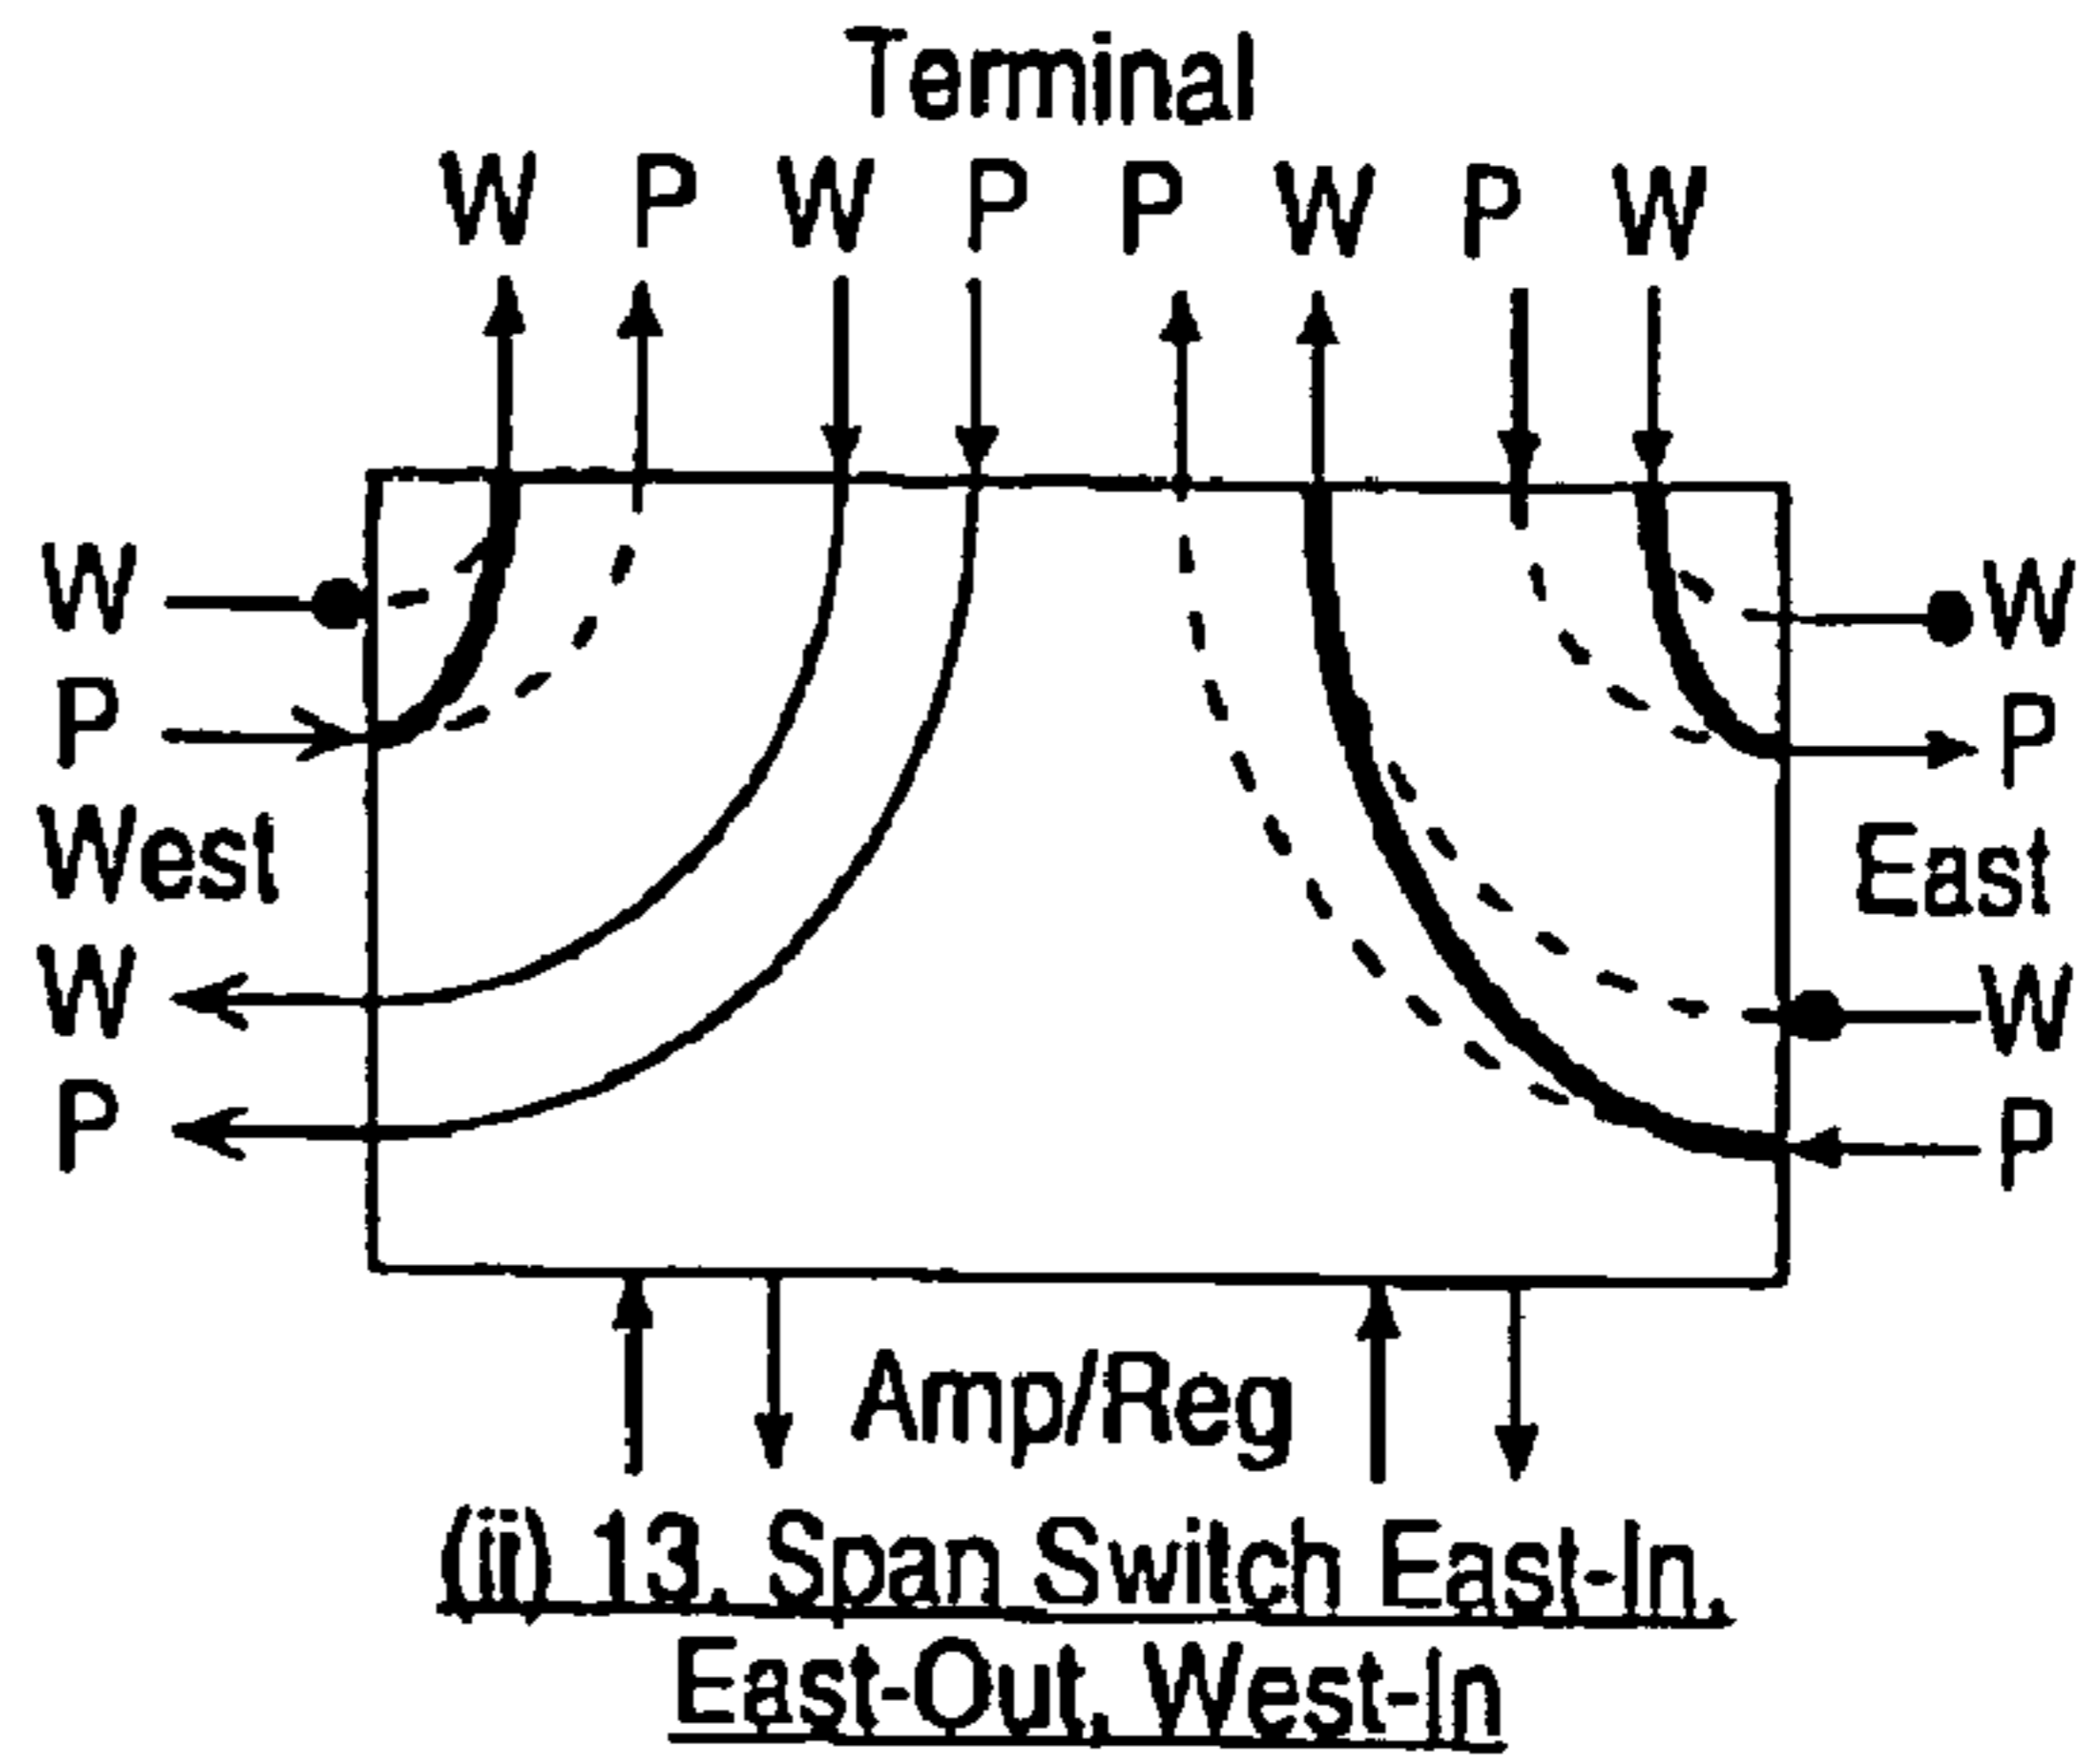 Terminal
W P W P P W P W
W W
P P
West East
W W
P P
Amp/Reg
(ii) 13. Span Switch East-In,
East-Out, West-In